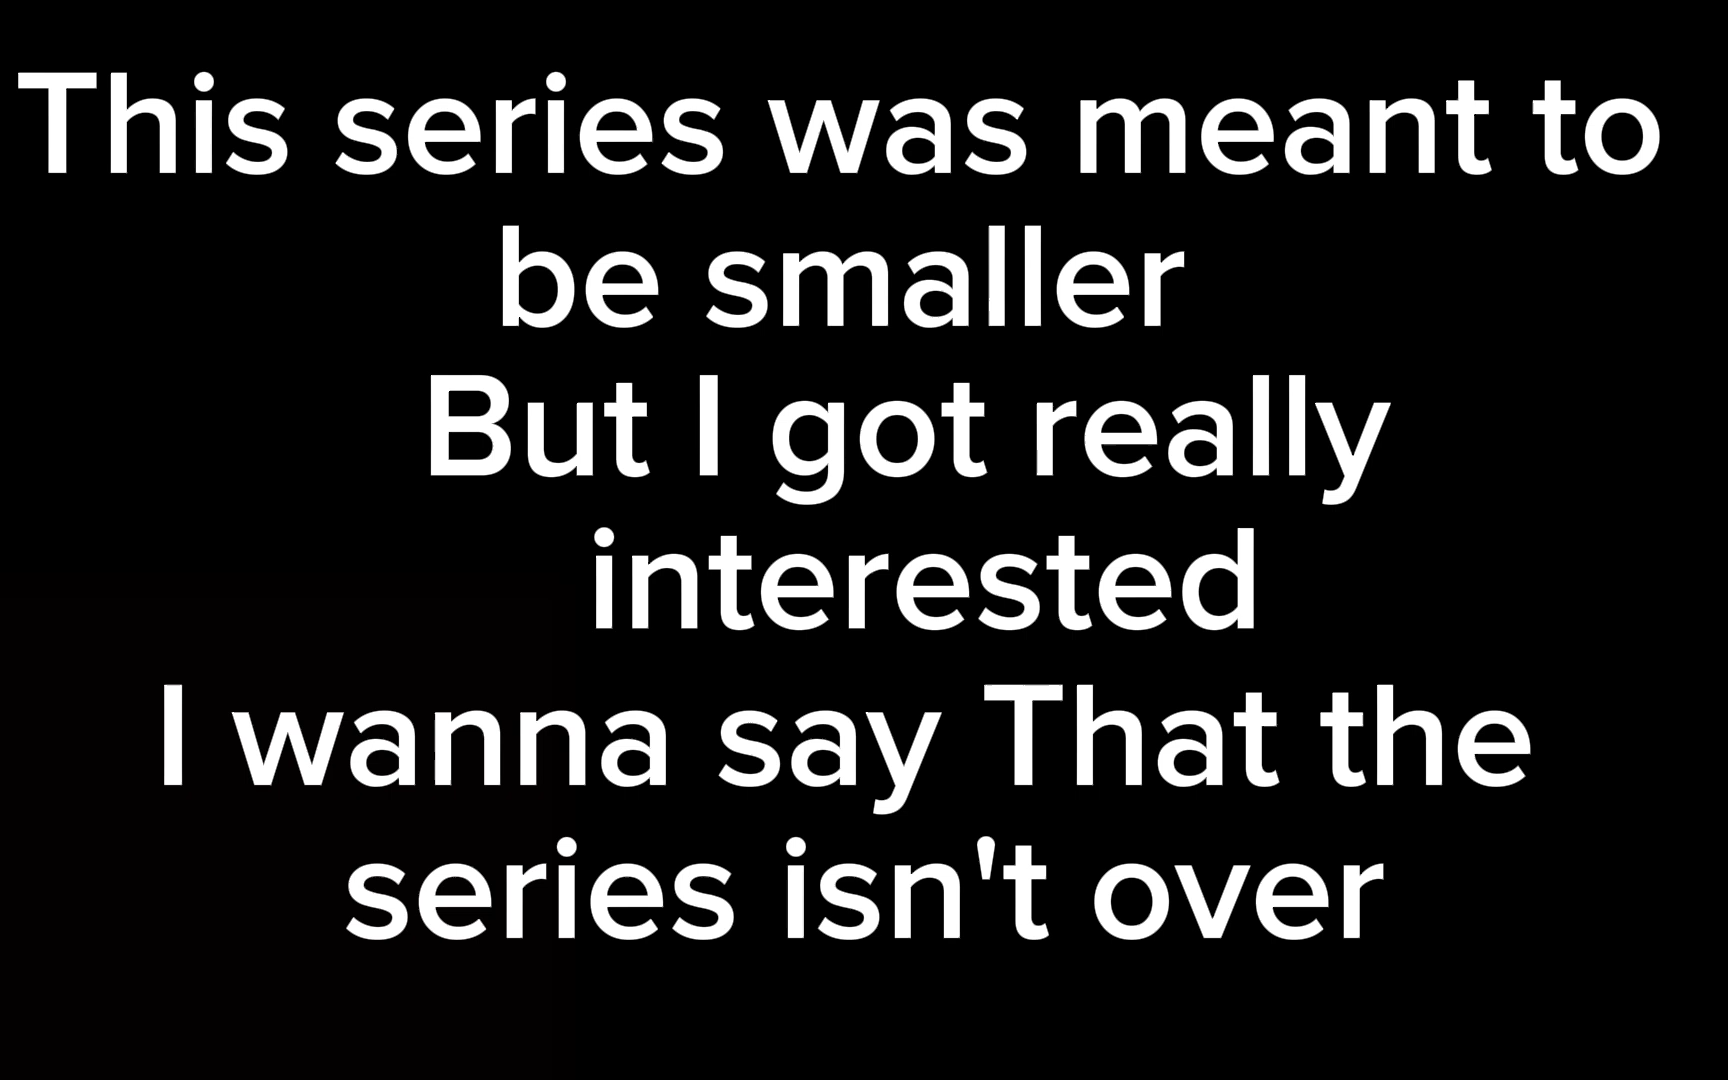 This series was meant to
be smaller
But I got really
interested
I wanna say That the
series isn't over